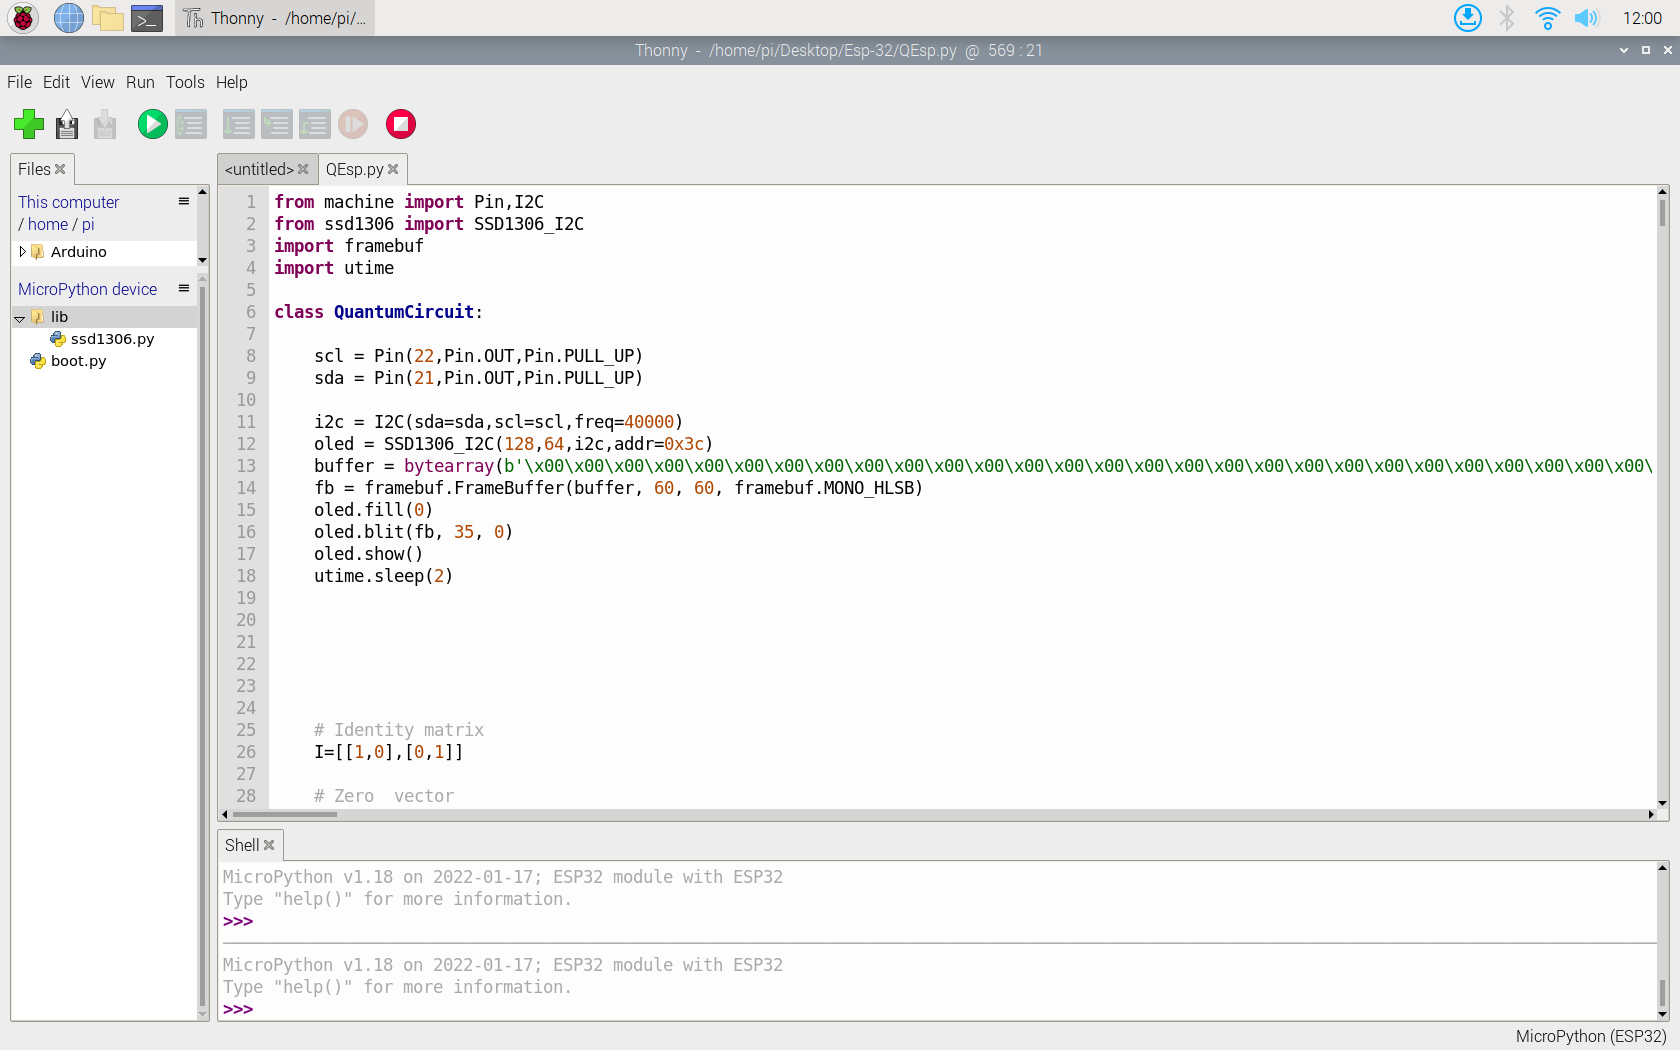 Thonny - /home/pi/...
12:00
Thonny - /home/pi/Desktop/Esp-32/QEsp.py @ 569 : 21
File Edit View Run Tools Help
Files
This computer
/ home / pi
Arduino
MicroPython device
lib
ssd1306.py
boot.py
<untitled> QEsp.py
1 from machine import Pin,I2C
2 from ssd1306 import SSD1306_I2C
3 import framebuf
4 import utime
5
6 class QuantumCircuit:
7
8 scl = Pin(22,Pin.OUT,Pin.PULL_UP)
9 sda = Pin(21,Pin.OUT,Pin.PULL_UP)
10
11 i2c = I2C(sda=sda,scl=scl,freq=40000)
12 oled = SSD1306_I2C(128,64,i2c,addr=0x3c)
13 buffer = bytearray(b'\x00\x00\x00\x00\x00\x00\x00\x00\x00\x00\x00\x00\x00\x00\x00\x00\x00\x00\x00\x00\x00\x00\x00\x00\x00\x00\x00\x00\
14 fb = framebuf.FrameBuffer(buffer, 60, 60, framebuf.MONO_HLSB)
15 oled.fill(0)
16 oled.blit(fb, 35, 0)
17 oled.show()
18 utime.sleep(2)
19
20
21
22
23
24
25 # Identity matrix
26 I=[[1,0],[0,1]]
27
28 # Zero  vector
Shell
MicroPython v1.18 on 2022-01-17; ESP32 module with ESP32
Type "help()" for more information.
>>>
MicroPython v1.18 on 2022-01-17; ESP32 module with ESP32
Type "help()" for more information.
>>>
MicroPython (ESP32)